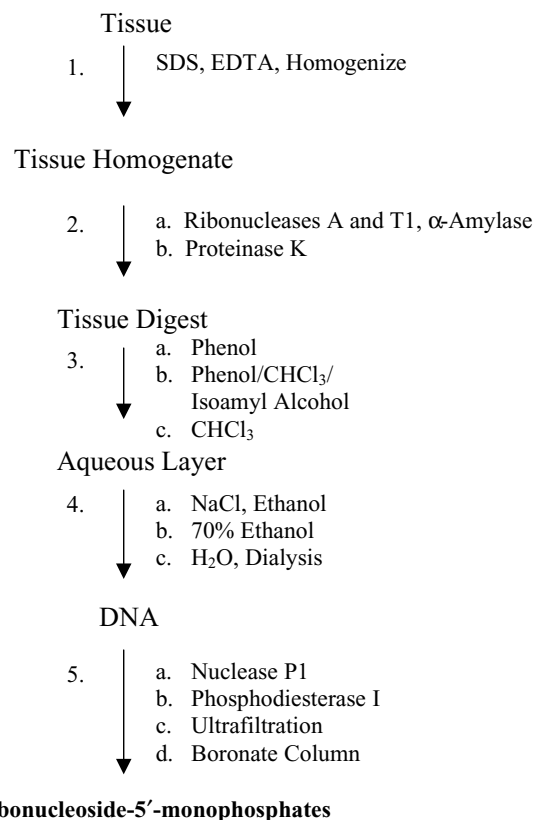 Tissue
1. SDS, EDTA, Homogenize
Tissue Homogenate
2. a. Ribonucleases A and T1, α-Amylase
b. Proteinase K
Tissue Digest
3. a. Phenol
b. Phenol/CHCl₃/
Isoamyl Alcohol
c. CHCl₃
Aqueous Layer
4. a. NaCl, Ethanol
b. 70% Ethanol
c. H₂O, Dialysis
DNA
5. a. Nuclease P1
b. Phosphodiesterase I
c. Ultrafiltration
d. Boronate Column
bonucleoside-5′-monophosphates